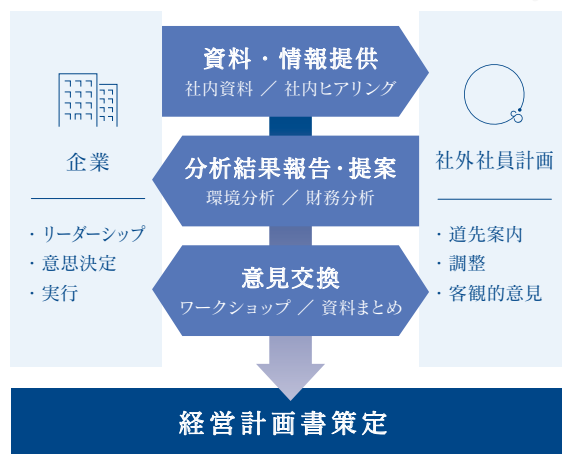 企業
・リーダーシップ
・意思決定
・実行
資料・情報提供
社内資料 ／ 社内ヒアリング
分析結果報告・提案
環境分析 ／ 財務分析
意見交換
ワークショップ ／ 資料まとめ
社外社員計画
・道先案内
・調整
・客観的意見
経営計画書策定